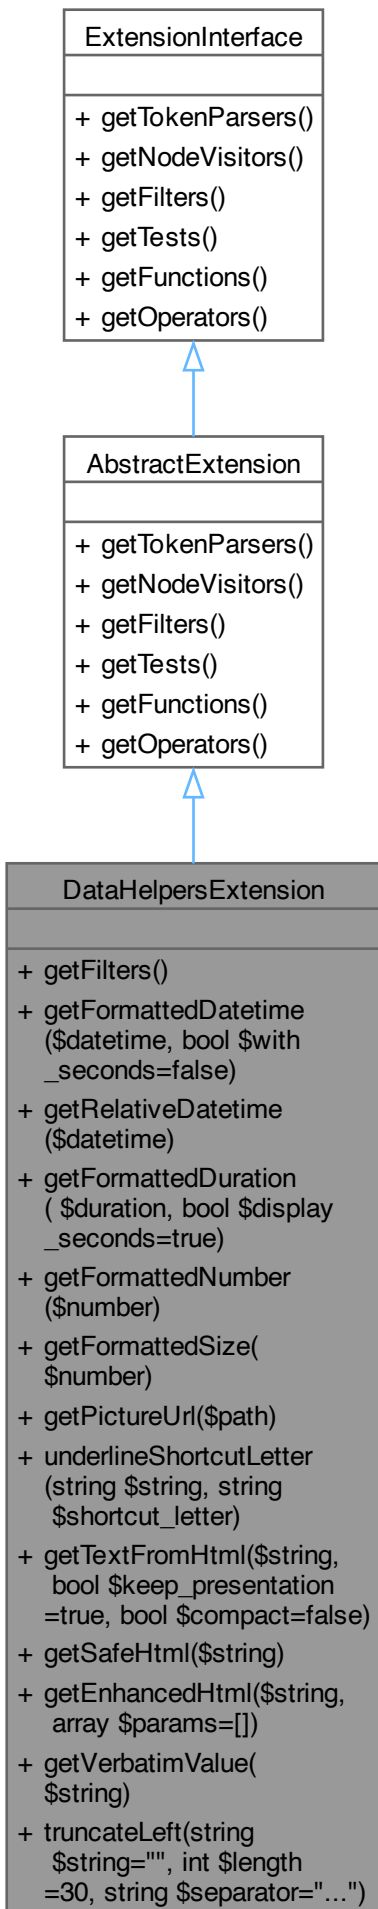 ExtensionInterface
+ getTokenParsers()
+ getNodeVisitors()
+ getFilters()
+ getTests()
+ getFunctions()
+ getOperators()
AbstractExtension
+ getTokenParsers()
+ getNodeVisitors()
+ getFilters()
+ getTests()
+ getFunctions()
+ getOperators()
DataHelpersExtension
+ getFilters()
+ getFormattedDatetime
($datetime, bool $with
_seconds=false)
+ getRelativeDatetime
($datetime)
+ getFormattedDuration
( $duration, bool $display
_seconds=true)
+ getFormattedNumber
($number)
+ getFormattedSize(
$number)
+ getPictureUrl($path)
+ underlineShortcutLetter
(string $string, string
$shortcut_letter)
+ getTextFromHtml($string,
bool $keep_presentation
=true, bool $compact=false)
+ getSafeHtml($string)
+ getEnhancedHtml($string,
array $params=[])
+ getVerbatimValue(
$string)
+ truncateLeft(string
$string="", int $length
=30, string $separator="...")